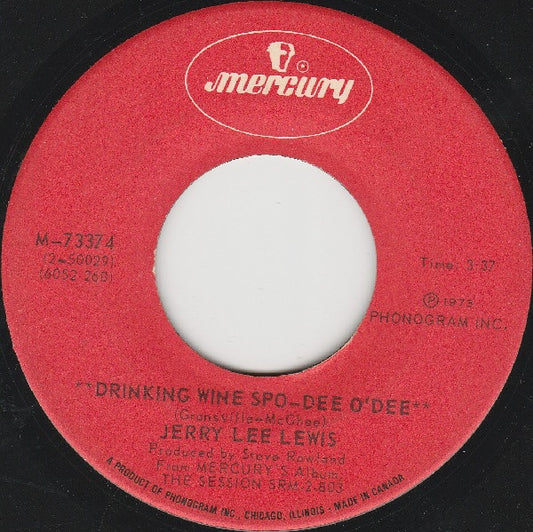 mercury
M-73374
(2-50029)
(6052 260)
Time: 3:37
Ⓟ 1973
PHONOGRAM INC.
**DRINKING WINE SPO-DEE O'DEE**
(Gransville-McGhee)
JERRY LEE LEWIS
Produced by Steve Rowland
From MERCURY'S Album:
THE SESSION SRM-2-803
A PRODUCT OF PHONOGRAM INC., CHICAGO, ILLINOIS - MADE IN CANADA